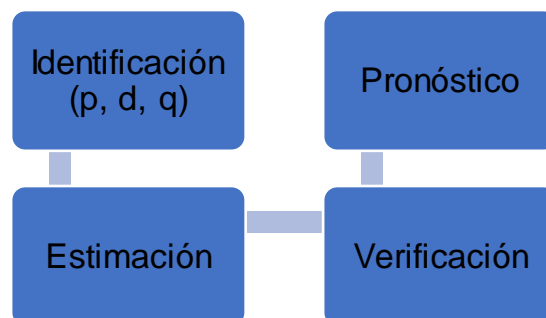 Identificación
(p, d, q)
Pronóstico
Estimación
Verificación